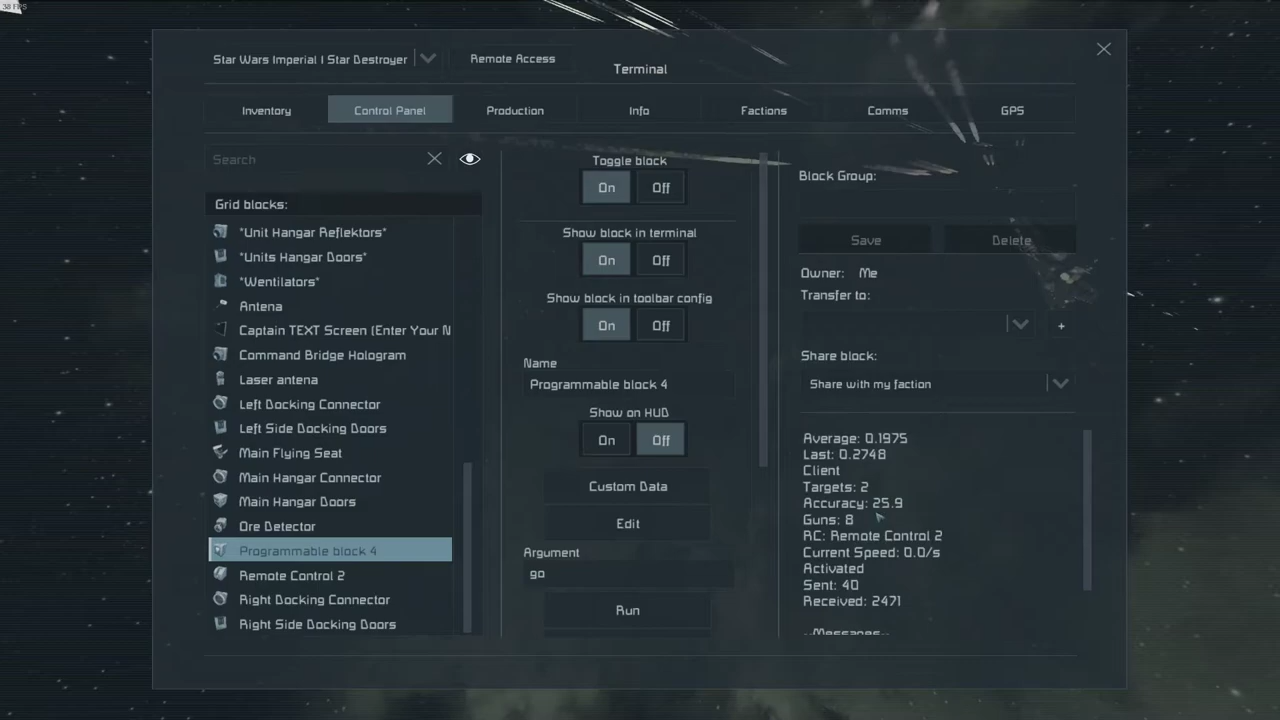 38 FPS
Star Wars Imperial I Star Destroyer
Remote Access
Terminal
Inventory
Control Panel
Production
Info
Factions
Comms
GPS
Search
Grid blocks:
*Unit Hangar Reflektors*
*Units Hangar Doors*
*Wentilators*
Antena
Captain TEXT Screen (Enter Your N
Command Bridge Hologram
Laser antena
Left Docking Connector
Left Side Docking Doors
Main Flying Seat
Main Hangar Connector
Main Hangar Doors
Ore Detector
Programmable block 4
Remote Control 2
Right Docking Connector
Right Side Docking Doors
Toggle block
On Off
Show block in terminal
On Off
Show block in toolbar config
On Off
Name
Programmable block 4
Show on HUD
On Off
Custom Data
Edit
Argument
go
Run
Block Group:
Save Delete
Owner: Me
Transfer to:
+
Share block:
Share with my faction
Average: 0.1975
Last: 0.2748
Client
Targets: 2
Accuracy: 25.9
Guns: 8
RC: Remote Control 2
Current Speed: 0.0/s
Activated
Sent: 40
Received: 2471
--Messages--